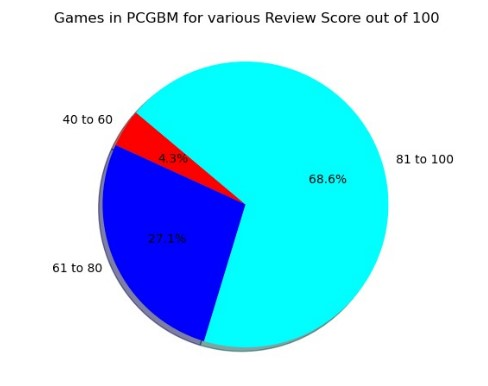 Games in PCGBM for various Review Score out of 100
40 to 60
4.3%
81 to 100
68.6%
27.1%
61 to 80